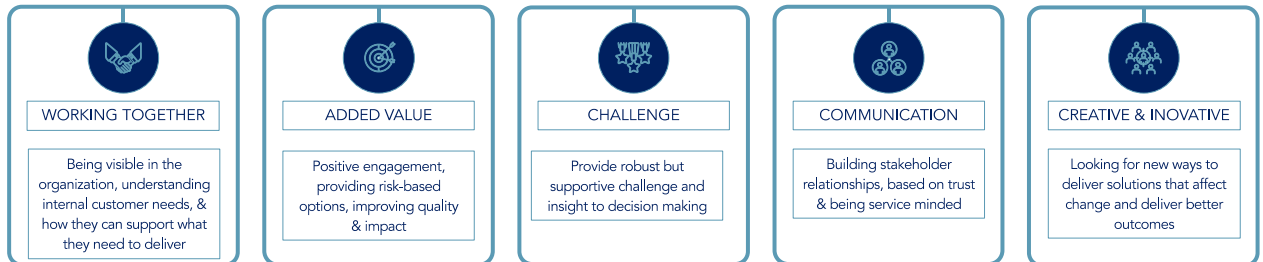 WORKING TOGETHER
Being visible in the
organization, understanding
internal customer needs, &
how they can support what
they need to deliver
ADDED VALUE
Positive engagement,
providing risk-based
options, improving quality
& impact
CHALLENGE
Provide robust but
supportive challenge and
insight to decision making
COMMUNICATION
Building stakeholder
relationships, based on trust
& being service minded
CREATIVE & INOVATIVE
Looking for new ways to
deliver solutions that affect
change and deliver better
outcomes